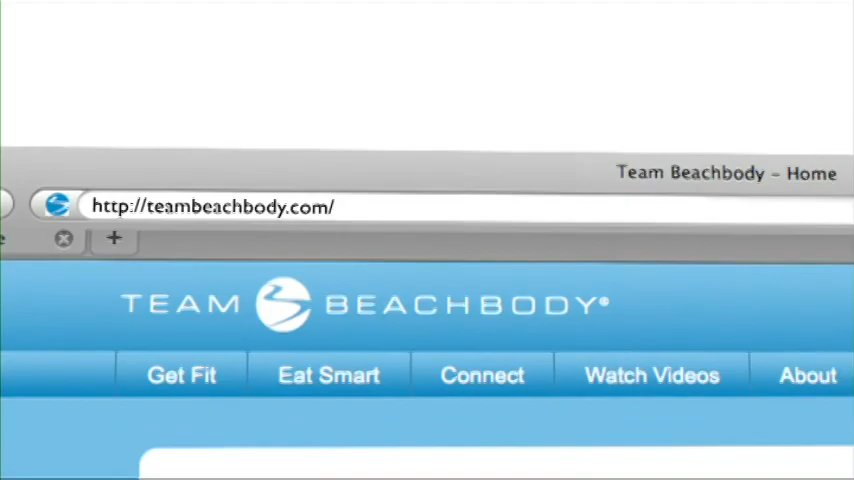 Team Beachbody – Home
http://teambeachbody.com/
+
TEAM BEACHBODY®
Get Fit Eat Smart Connect Watch Videos About